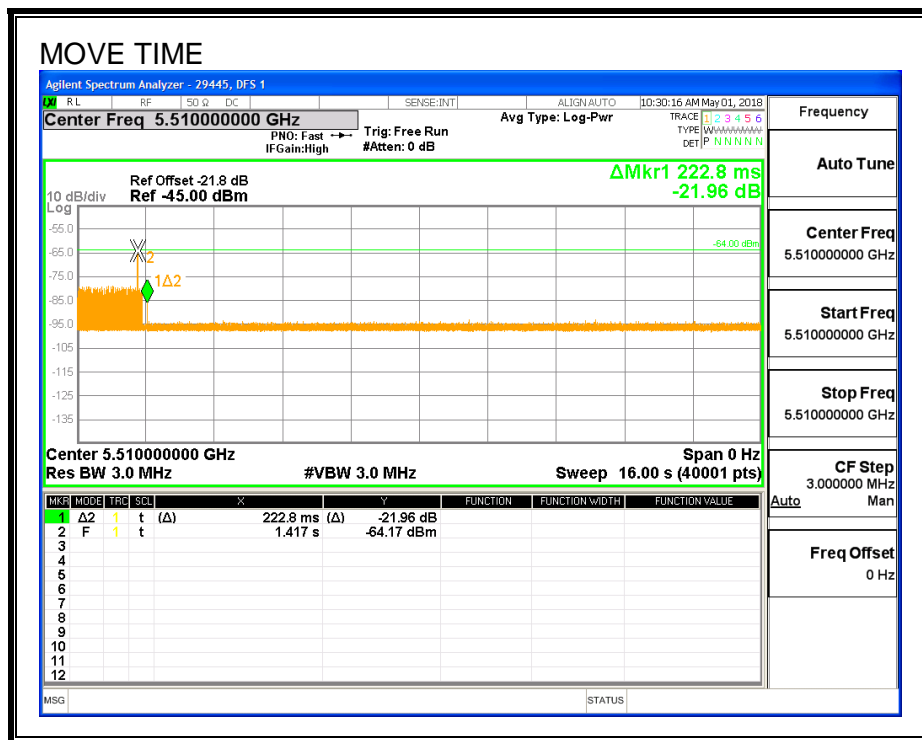 MOVE TIME
Agilent Spectrum Analyzer - 29445, DFS 1
LXI RL RF 50 Ω DC SENSE:INT ALIGN AUTO 10:30:16 AM May 01, 2018
Center Freq 5.510000000 GHz
PNO: Fast
IFGain:High
Trig: Free Run
#Atten: 0 dB
Avg Type: Log-Pwr
TRACE 1 2 3 4 5 6
TYPE WWWWWW
DET P N N N N N
Frequency
Auto Tune
Center Freq
5.510000000 GHz
Start Freq
5.510000000 GHz
Stop Freq
5.510000000 GHz
CF Step
3.000000 MHz
Auto Man
Freq Offset
0 Hz
ΔMkr1 222.8 ms
-21.96 dB
Ref Offset -21.8 dB
10 dB/div Ref -45.00 dBm
Log
-55.0
-65.0
-75.0
-85.0
-95.0
-105
-115
-125
-135
-64.00 dBm
2
1Δ2
Center 5.510000000 GHz Span 0 Hz
Res BW 3.0 MHz #VBW 3.0 MHz Sweep 16.00 s (40001 pts)
MKR MODE TRC SCL X Y FUNCTION FUNCTION WIDTH FUNCTION VALUE
1 Δ2 1 t (Δ) 222.8 ms (Δ) -21.96 dB
2 F 1 t 1.417 s -64.17 dBm
3
4
5
6
7
8
9
10
11
12
MSG STATUS